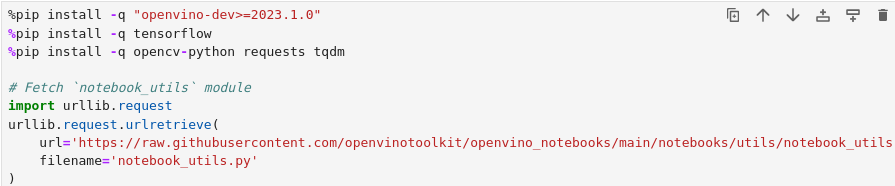 %pip install -q "openvino-dev>=2023.1.0"
%pip install -q tensorflow
%pip install -q opencv-python requests tqdm

# Fetch `notebook_utils` module
import urllib.request
urllib.request.urlretrieve(
    url='https://raw.githubusercontent.com/openvinotoolkit/openvino_notebooks/main/notebooks/utils/notebook_utils
    filename='notebook_utils.py'
)